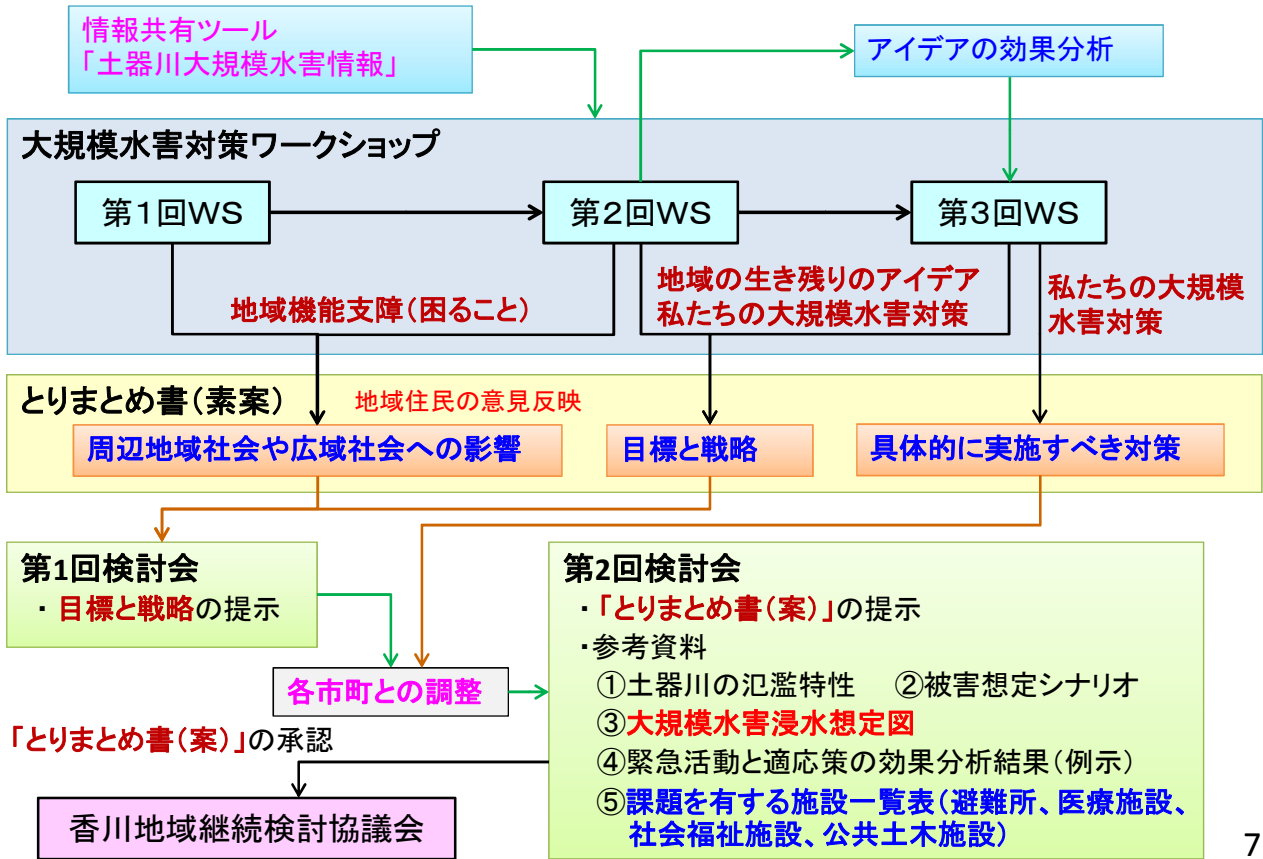 情報共有ツール
「土器川大規模水害情報」
アイデアの効果分析
大規模水害対策ワークショップ
第1回WS
第2回WS
第3回WS
地域機能支障(困ること)
地域の生き残りのアイデア
私たちの大規模水害対策
私たちの大規模
水害対策
とりまとめ書(素案)
地域住民の意見反映
周辺地域社会や広域社会への影響
目標と戦略
具体的に実施すべき対策
第1回検討会
・目標と戦略の提示
各市町との調整
第2回検討会
・「とりまとめ書(案)」の提示
・参考資料
①土器川の氾濫特性 ②被害想定シナリオ
③大規模水害浸水想定図
④緊急活動と適応策の効果分析結果(例示)
⑤課題を有する施設一覧表(避難所、医療施設、
社会福祉施設、公共土木施設)
「とりまとめ書(案)」の承認
香川地域継続検討協議会
7